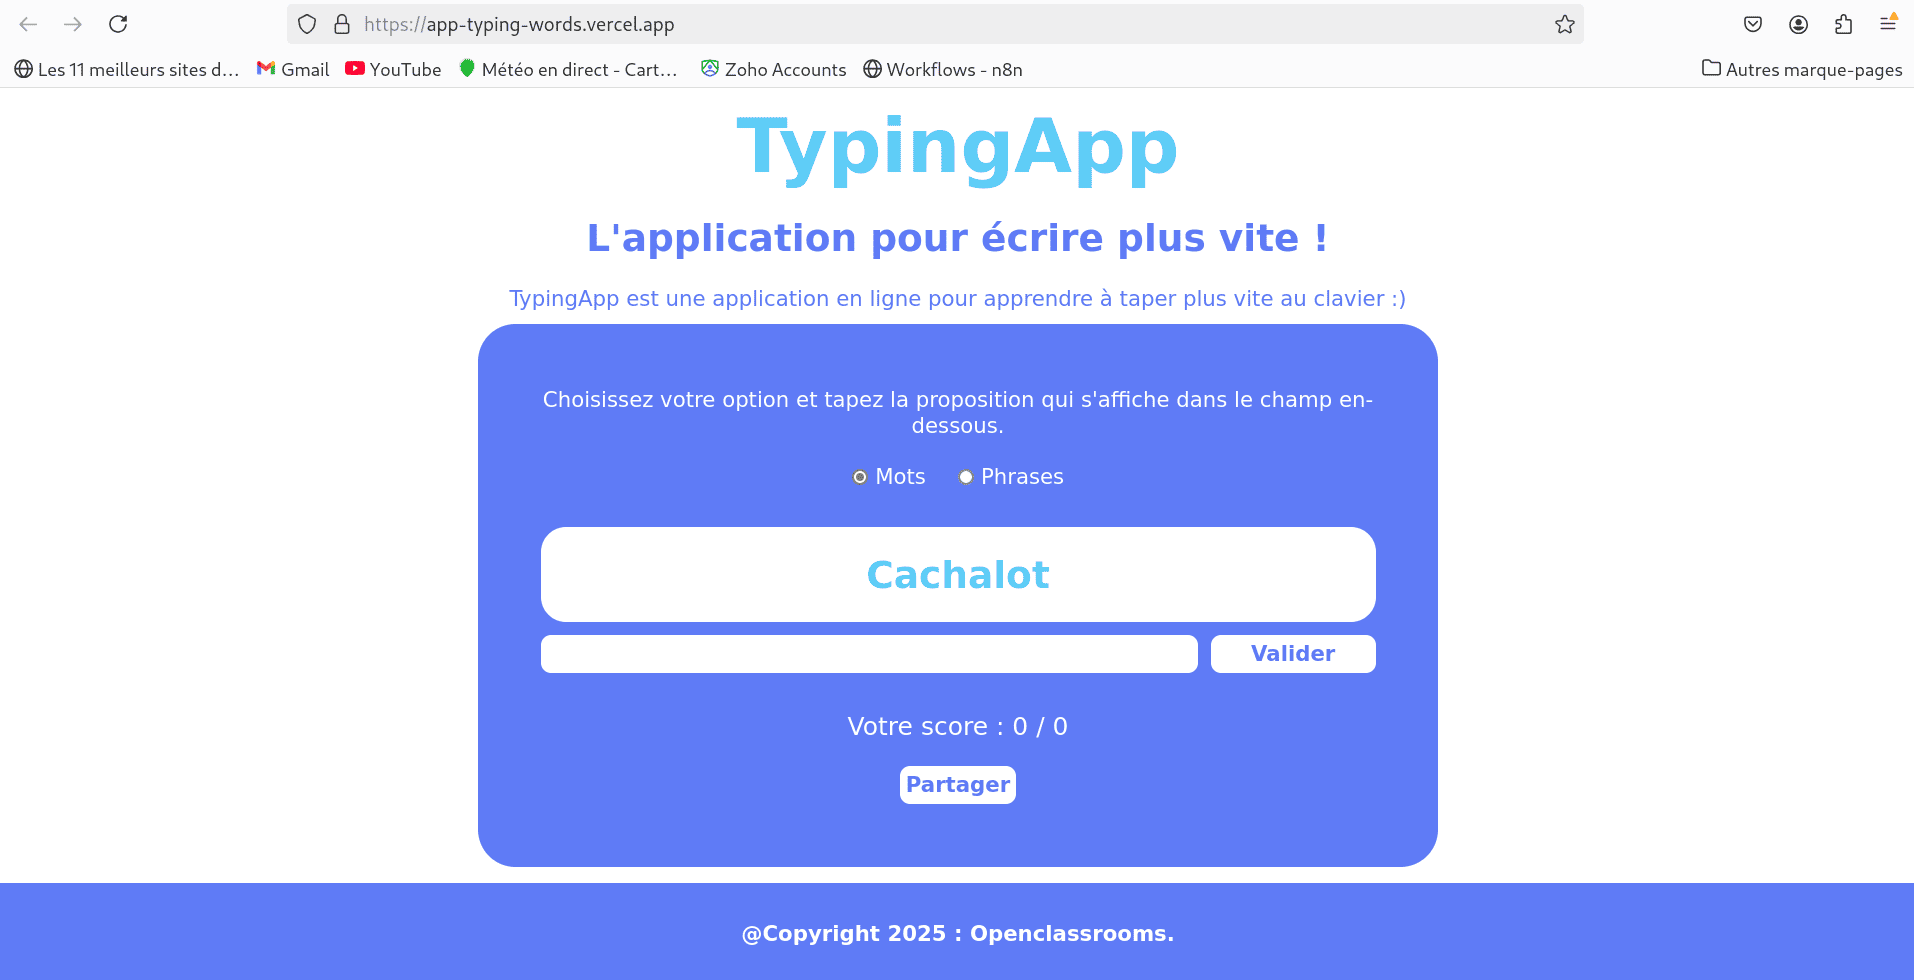 https://app-typing-words.vercel.app
Les 11 meilleurs sites d… Gmail YouTube Météo en direct - Cart… Zoho Accounts Workflows - n8n Autres marque-pages
TypingApp
L'application pour écrire plus vite !
TypingApp est une application en ligne pour apprendre à taper plus vite au clavier :)
Choisissez votre option et tapez la proposition qui s'affiche dans le champ en-
dessous.
Mots Phrases
Cachalot
Valider
Votre score : 0 / 0
Partager
@Copyright 2025 : Openclassrooms.